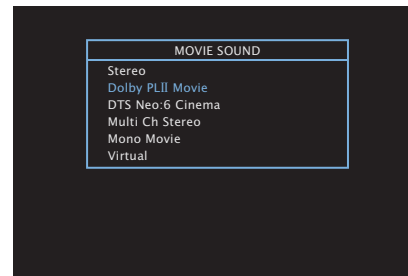 MOVIE SOUND
Stereo
Dolby PLII Movie
DTS Neo:6 Cinema
Multi Ch Stereo
Mono Movie
Virtual